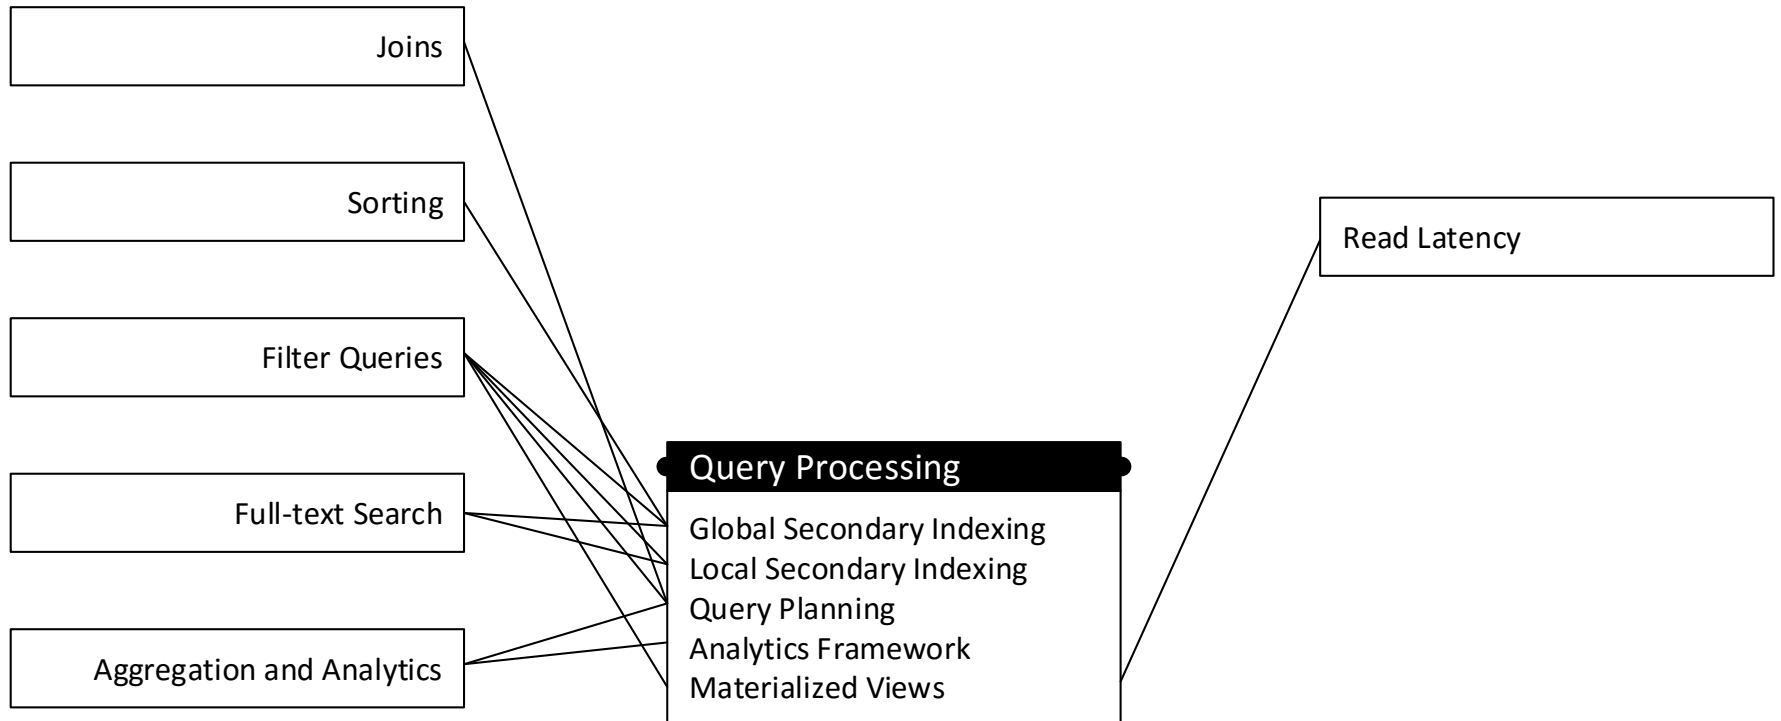 Joins
Sorting
Filter Queries
Full-text Search
Aggregation and Analytics
Query Processing
Global Secondary Indexing
Local Secondary Indexing
Query Planning
Analytics Framework
Materialized Views
Read Latency